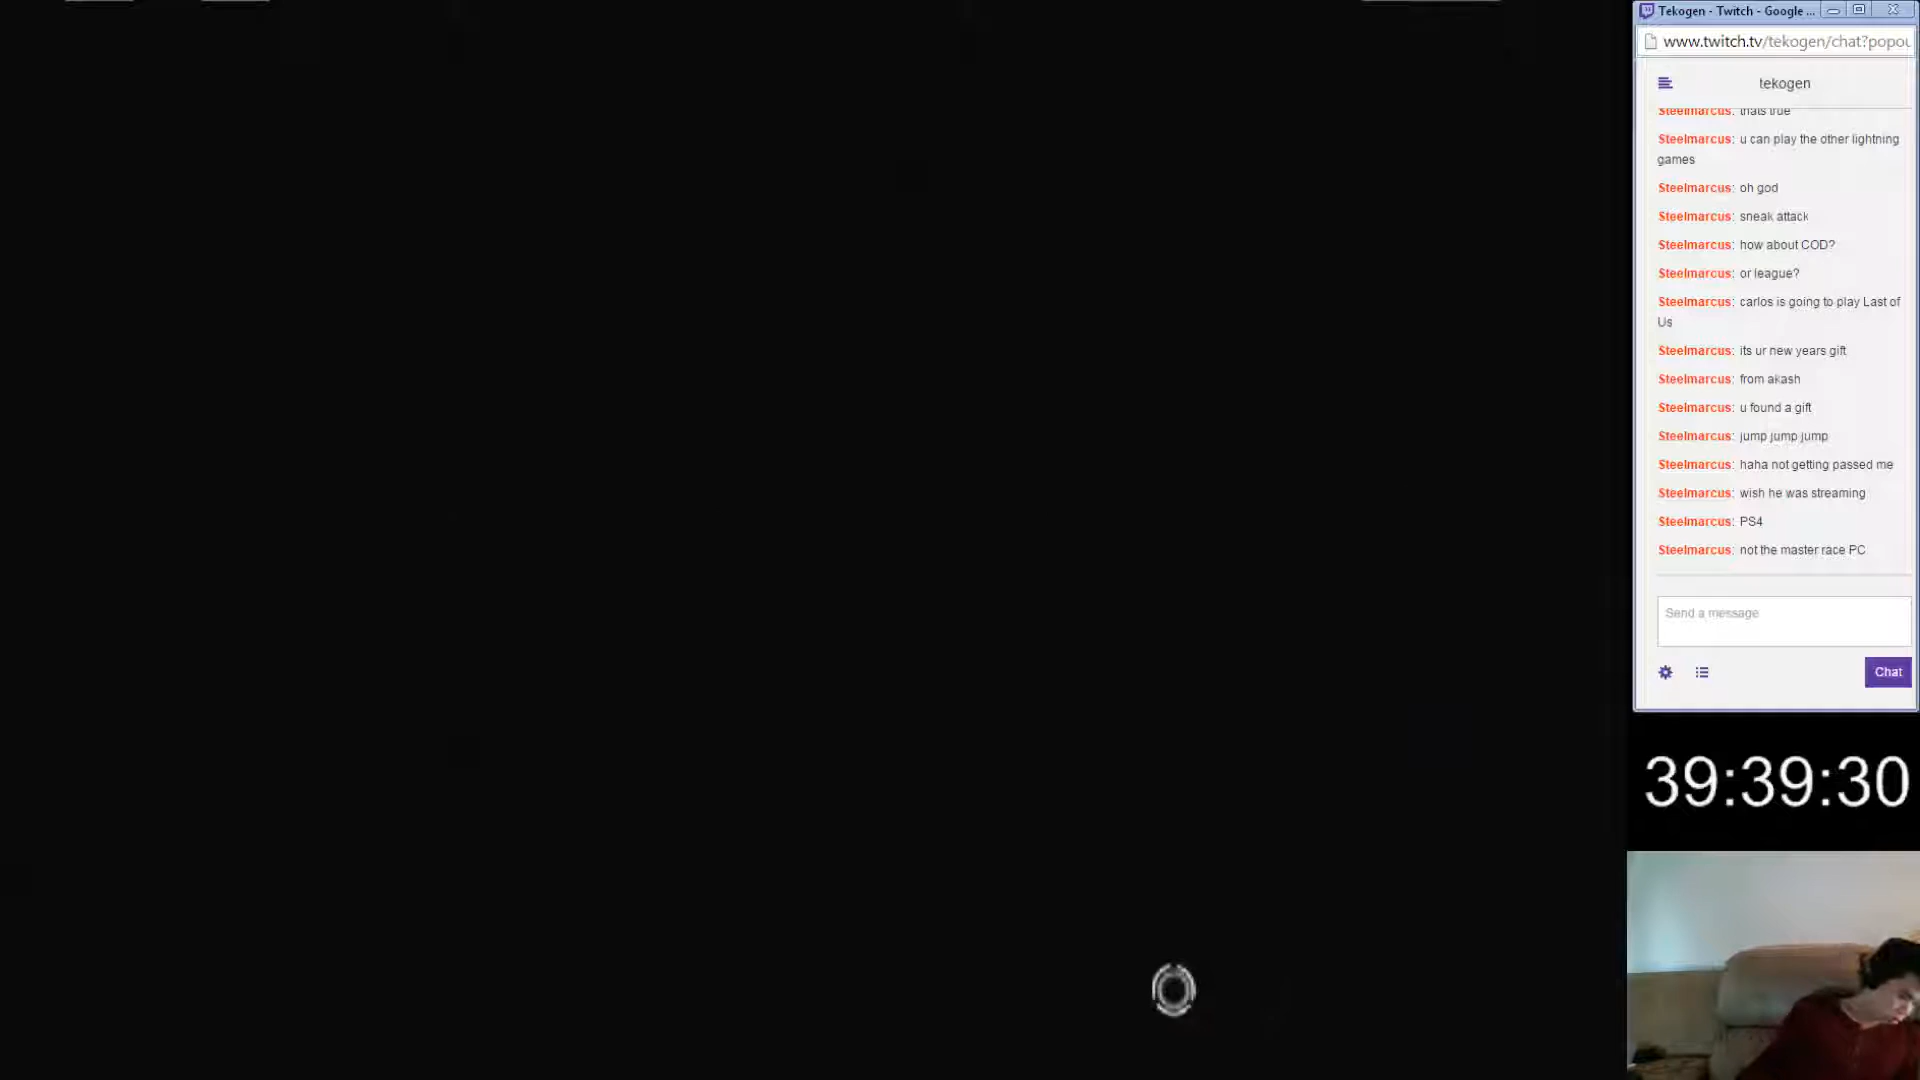 Tekogen - Twitch - Google ...
www.twitch.tv/tekogen/chat?popou
tekogen
Steelmarcus: thats true
Steelmarcus: u can play the other lightning
games
Steelmarcus: oh god
Steelmarcus: sneak attack
Steelmarcus: how about COD?
Steelmarcus: or league?
Steelmarcus: carlos is going to play Last of
Us
Steelmarcus: its ur new years gift
Steelmarcus: from akash
Steelmarcus: u found a gift
Steelmarcus: jump jump jump
Steelmarcus: haha not getting passed me
Steelmarcus: wish he was streaming
Steelmarcus: PS4
Steelmarcus: not the master race PC
Send a message
Chat
39:39:30